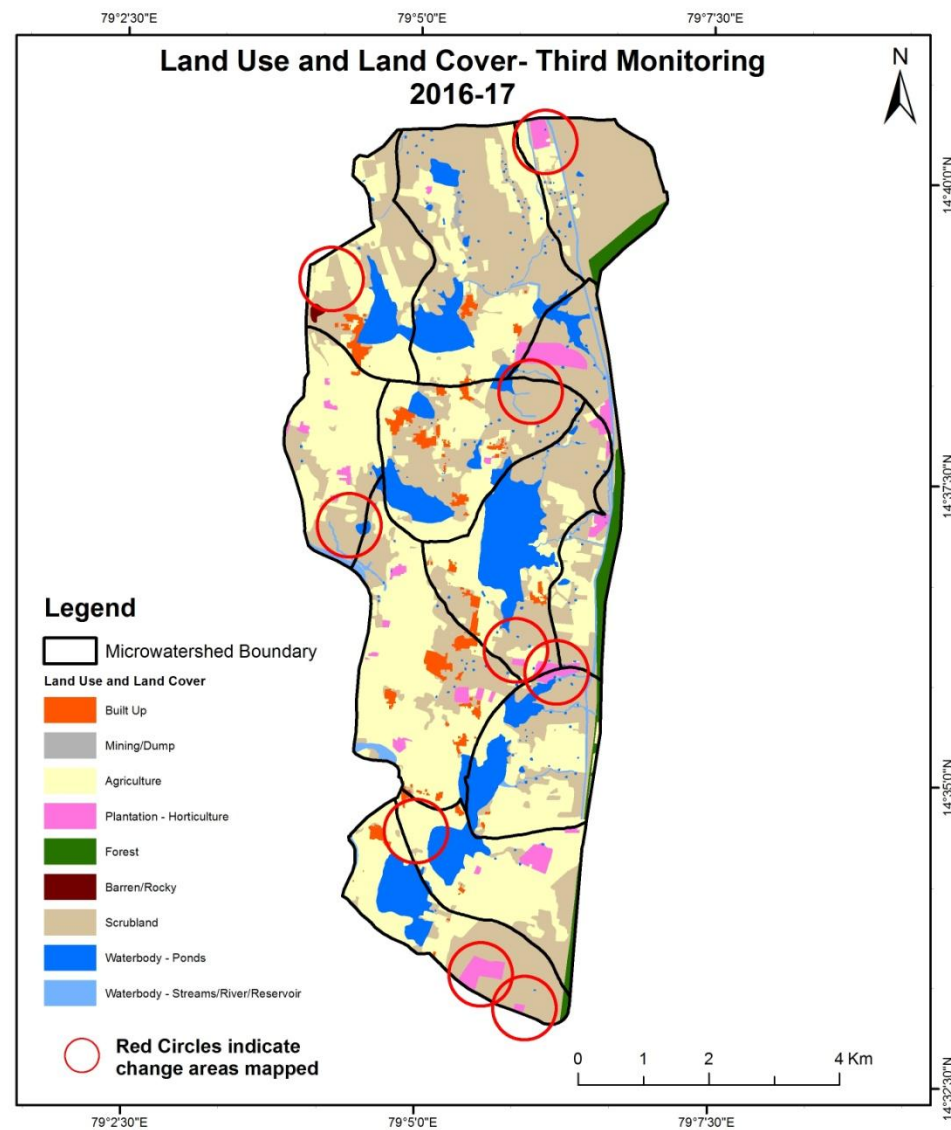 79°2'30"E
79°5'0"E
79°7'30"E
Land Use and Land Cover- Third Monitoring
2016-17
N
14°40'0"N
14°37'30"N
14°35'0"N
14°32'30"N
Legend
Microwatershed Boundary
Land Use and Land Cover
Built Up
Mining/Dump
Agriculture
Plantation - Horticulture
Forest
Barren/Rocky
Scrubland
Waterbody - Ponds
Waterbody - Streams/River/Reservoir
Red Circles indicate
change areas mapped
0 1 2 4 Km
79°2'30"E
79°5'0"E
79°7'30"E